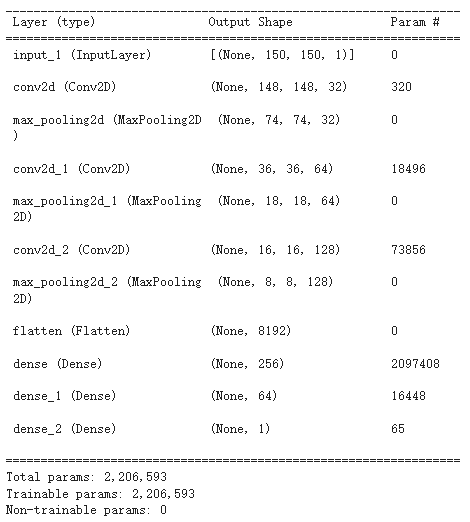 Layer (type) Output Shape Param #
input_1 (InputLayer) [(None, 150, 150, 1)] 0
conv2d (Conv2D) (None, 148, 148, 32) 320
max_pooling2d (MaxPooling2D (None, 74, 74, 32) 0
)
conv2d_1 (Conv2D) (None, 36, 36, 64) 18496
max_pooling2d_1 (MaxPooling (None, 18, 18, 64) 0
2D)
conv2d_2 (Conv2D) (None, 16, 16, 128) 73856
max_pooling2d_2 (MaxPooling (None, 8, 8, 128) 0
2D)
flatten (Flatten) (None, 8192) 0
dense (Dense) (None, 256) 2097408
dense_1 (Dense) (None, 64) 16448
dense_2 (Dense) (None, 1) 65
Total params: 2,206,593
Trainable params: 2,206,593
Non-trainable params: 0